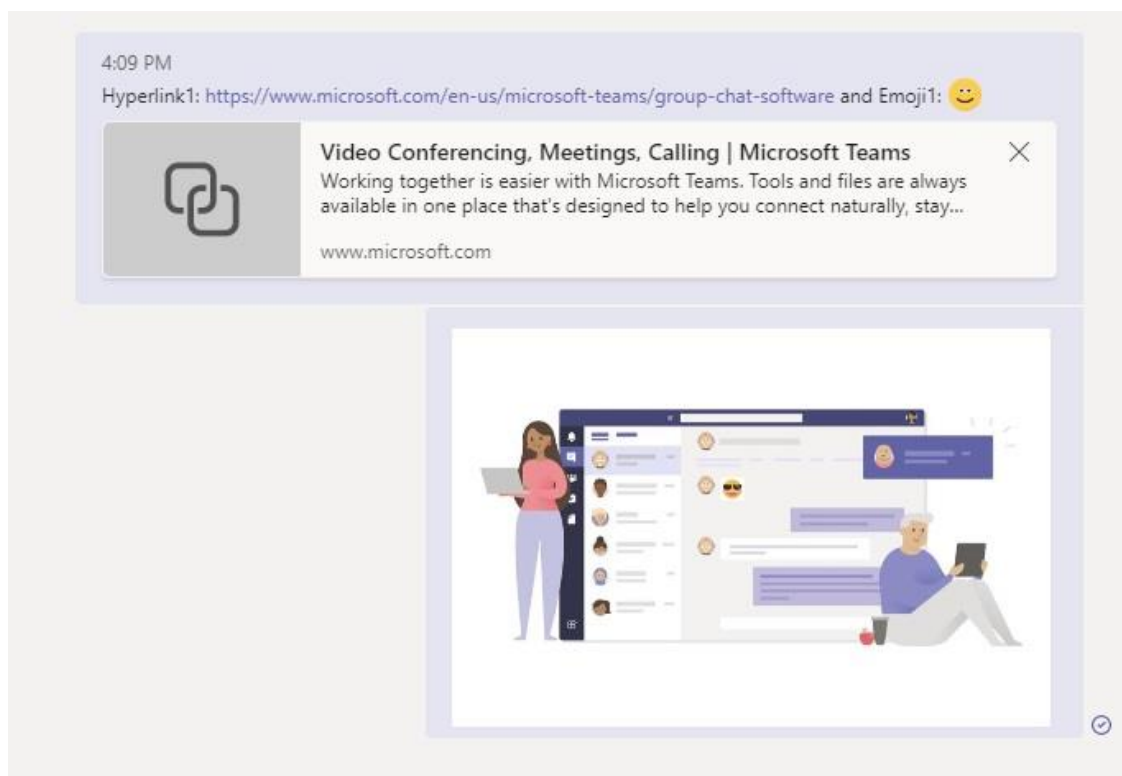 4:09 PM
Hyperlink1: https://www.microsoft.com/en-us/microsoft-teams/group-chat-software and Emoji1: 🙂
Video Conferencing, Meetings, Calling | Microsoft Teams
Working together is easier with Microsoft Teams. Tools and files are always
available in one place that's designed to help you connect naturally, stay...
www.microsoft.com